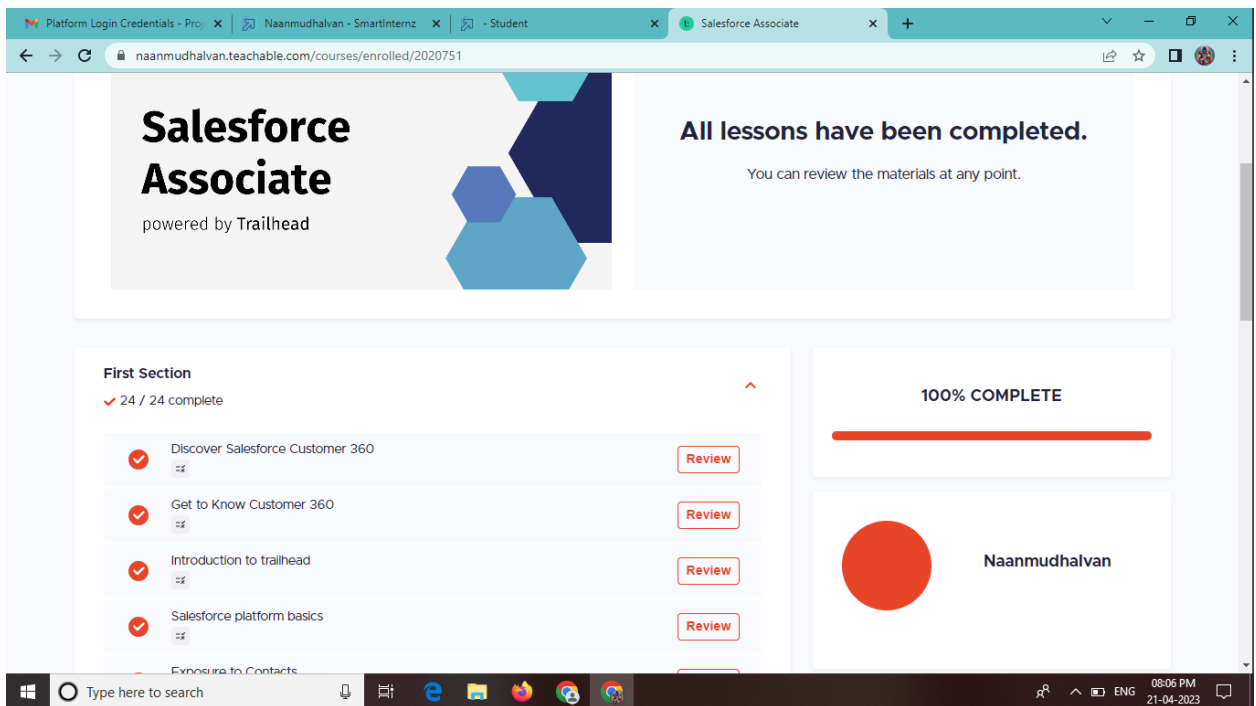 Platform Login Credentials - Proj
Naanmudhalvan - SmartInternz
- Student
Salesforce Associate
naanmudhalvan.teachable.com/courses/enrolled/2020751
Salesforce
Associate
powered by Trailhead
All lessons have been completed.
You can review the materials at any point.
First Section
24 / 24 complete
Discover Salesforce Customer 360
Review
Get to Know Customer 360
Review
Introduction to trailhead
Review
Salesforce platform basics
Review
Exposure to Contacts
100% COMPLETE
Naanmudhalvan
Type here to search
ENG
08:06 PM
21-04-2023